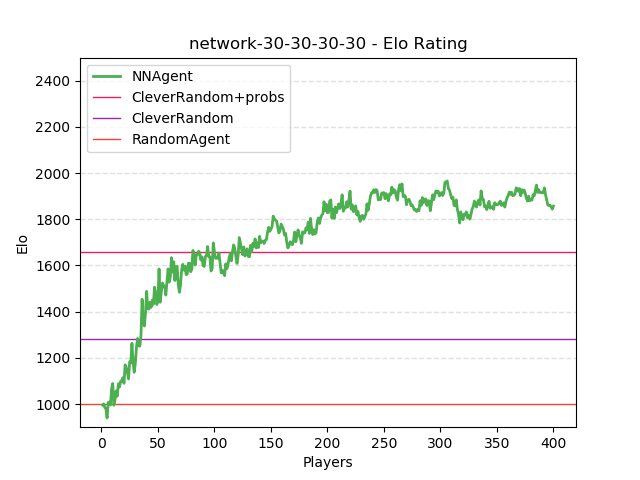 network-30-30-30-30 - Elo Rating
NNAgent
CleverRandom+probs
CleverRandom
RandomAgent
2400
2200
2000
1800
1600
1400
1200
1000
Elo
0 50 100 150 200 250 300 350 400
Players